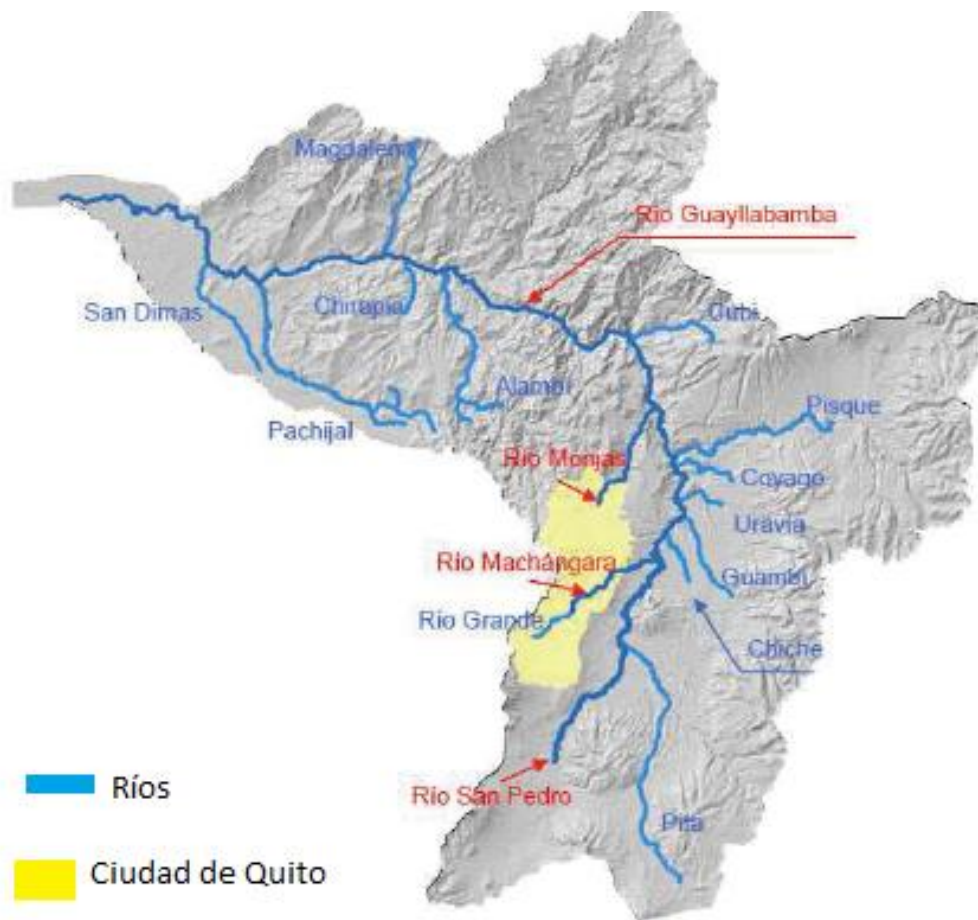 Magdalena
Río Guayllabamba
San Dimas
Chirapia
Cubi
Alambi
Pisque
Pachijal
Río Monjas
Coyago
Uravia
Río Machángara
Guambi
Río Grande
Chiche
Río San Pedro
Pita
Ríos
Ciudad de Quito